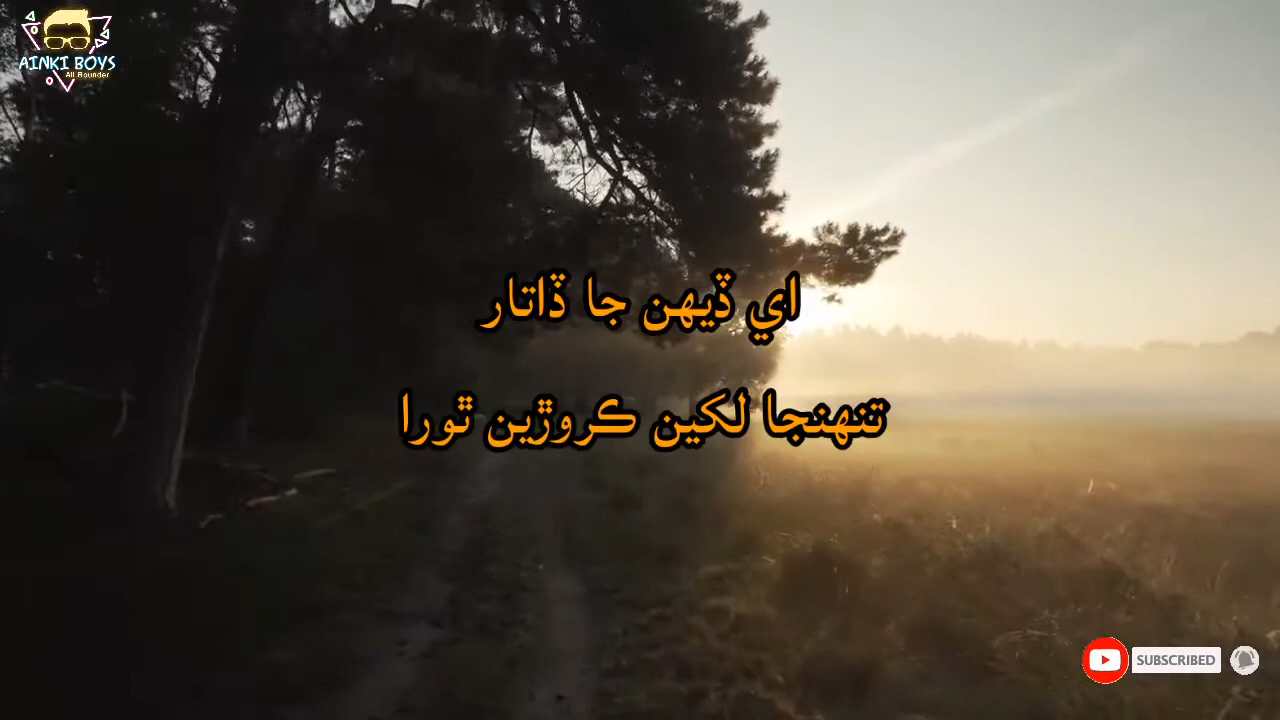 AINKI BOYS
All Rounder
اي ڏيهن جا ڏاتار
تنهنجا لکين ڪروڙين ٿورا
SUBSCRIBED